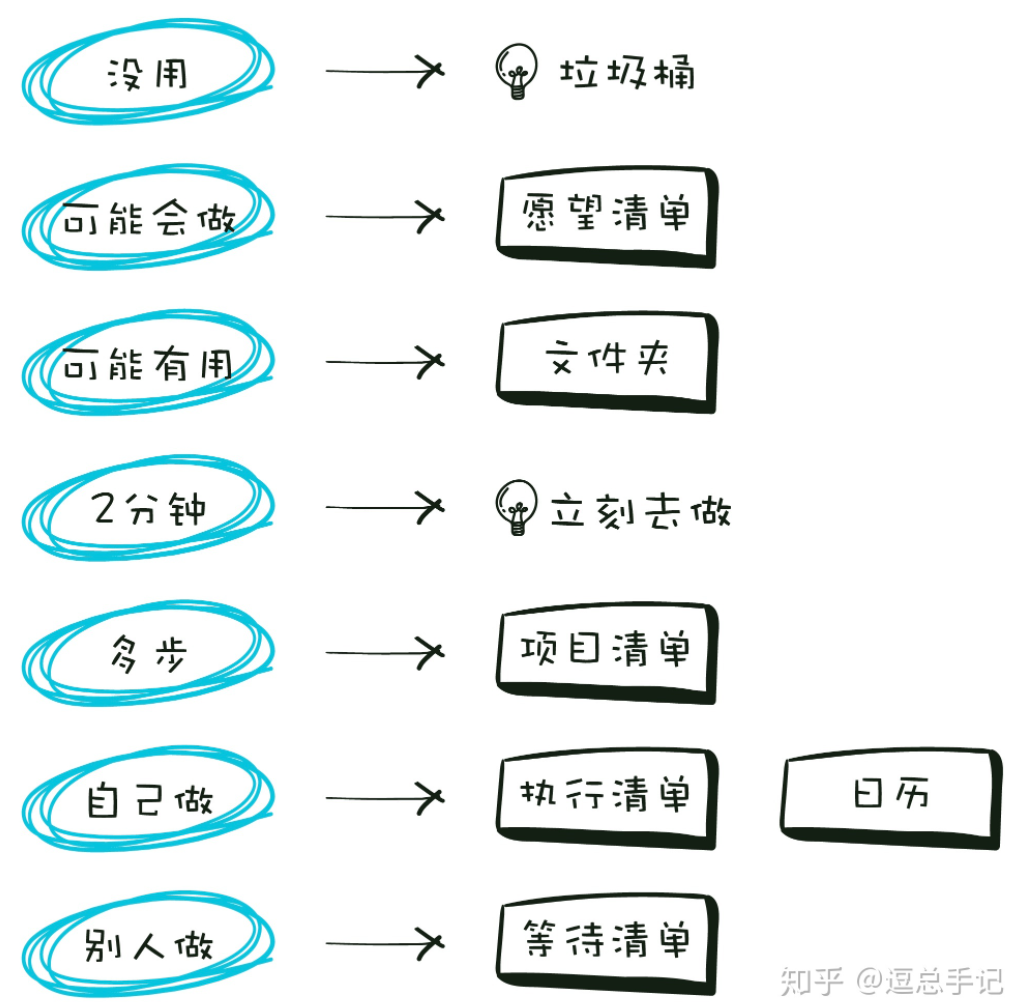 没用 垃圾桶
可能会做 愿望清单
可能有用 文件夹
2分钟 立刻去做
多步 项目清单
自己做 执行清单 日历
别人做 等待清单
知乎 @逗总手记